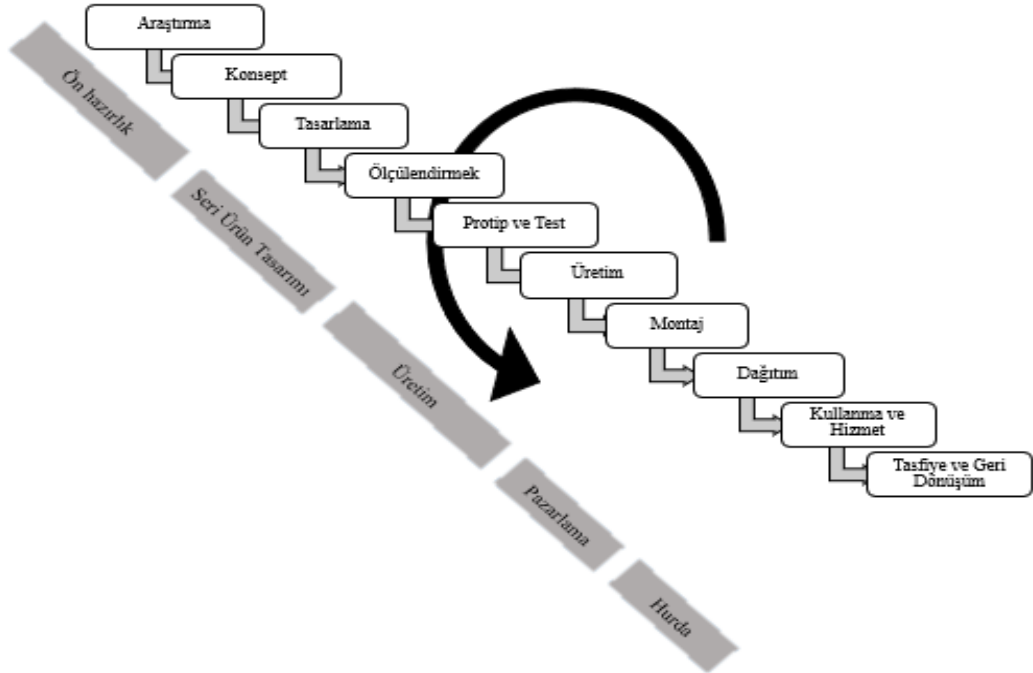 Araştırma
Konsept
Tasarlama
Ölçülendirmek
Protip ve Test
Üretim
Montaj
Dağıtım
Kullanma ve
Hizmet
Tasfiye ve Geri
Dönüşüm
Ön hazırlık
Seri Ürün Tasarımı
Üretim
Pazarlama
Hurda